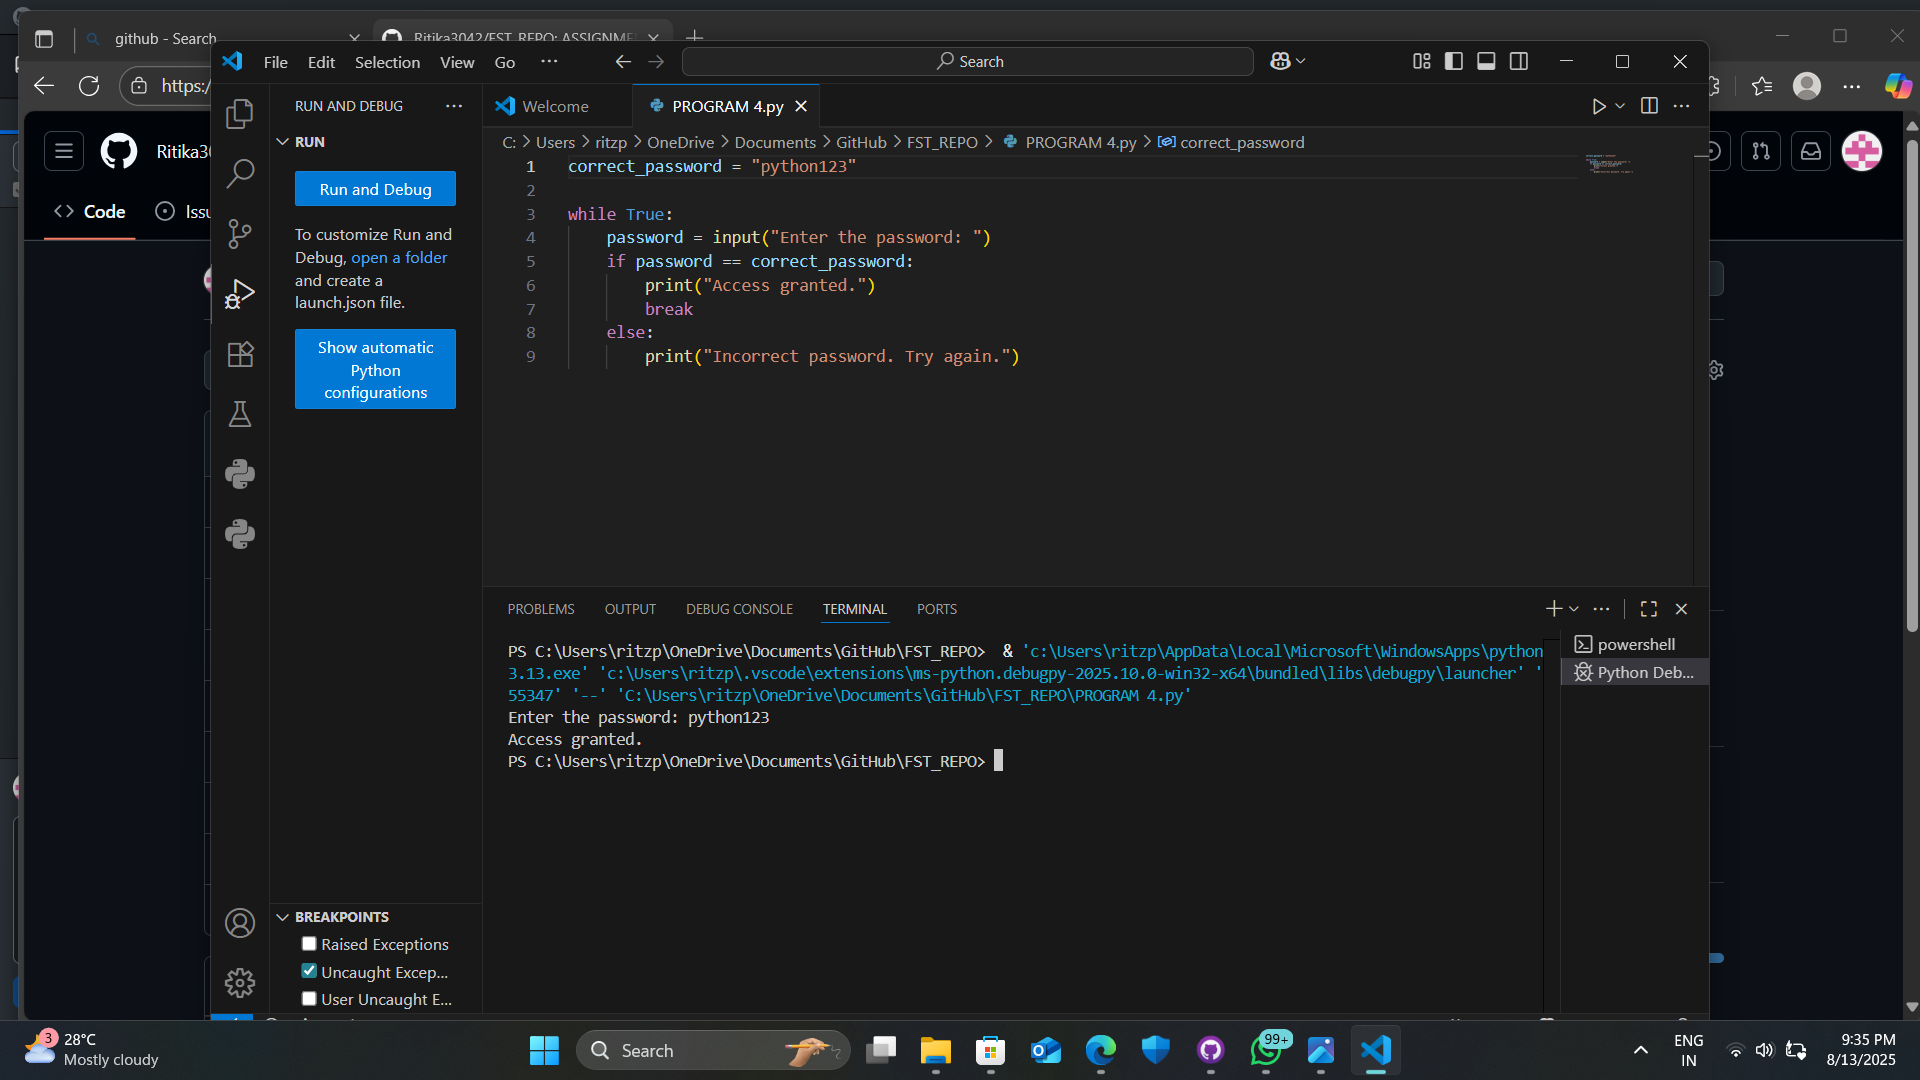 github - Search
Ritika3042/FST_REPO: ASSIGNME
https:/
File Edit Selection View Go ··· Search
Ritika30
Code Issu
RUN AND DEBUG ···
RUN
Run and Debug
To customize Run and
Debug, open a folder
and create a
launch.json file.
Show automatic
Python
configurations
BREAKPOINTS
Raised Exceptions
Uncaught Excep...
User Uncaught E...
Welcome PROGRAM 4.py
C: > Users > ritzp > OneDrive > Documents > GitHub > FST_REPO > PROGRAM 4.py > correct_password
1 correct_password = "python123"
2
3 while True:
4 password = input("Enter the password: ")
5 if password == correct_password:
6 print("Access granted.")
7 break
8 else:
9 print("Incorrect password. Try again.")
PROBLEMS OUTPUT DEBUG CONSOLE TERMINAL PORTS
PS C:\Users\ritzp\OneDrive\Documents\GitHub\FST_REPO> & 'c:\Users\ritzp\AppData\Local\Microsoft\WindowsApps\python
3.13.exe' 'c:\Users\ritzp\.vscode\extensions\ms-python.debugpy-2025.10.0-win32-x64\bundled\libs\debugpy\launcher' '
55347' '--' 'C:\Users\ritzp\OneDrive\Documents\GitHub\FST_REPO\PROGRAM 4.py'
Enter the password: python123
Access granted.
PS C:\Users\ritzp\OneDrive\Documents\GitHub\FST_REPO>
powershell
Python Deb...
3
28°C
Mostly cloudy
Search
99+
ENG
IN
9:35 PM
8/13/2025